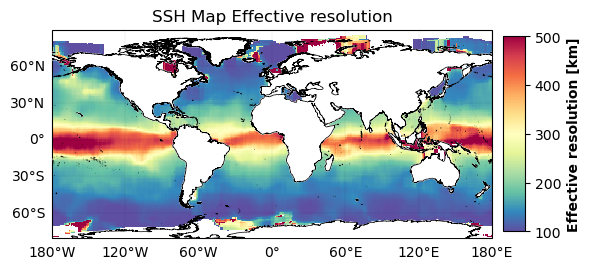 SSH Map Effective resolution
60°N
30°N
0°
30°S
60°S
180°W 120°W 60°W 0° 60°E 120°E 180°E
500
400
300
200
100
Effective resolution [km]